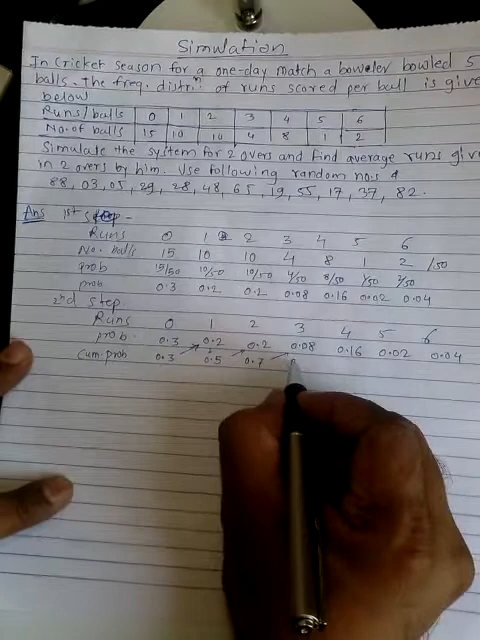 Simulation
In Cricket season for a one-day match a bowler bowled 5
balls. The freq. distriⁿ of runs scored per ball is give
below
Runs/balls 0 1 2 3 4 5 6
No. of balls 15 10 10 4 8 1 2
Simulate the system for 2 overs and find average runs give
in 2 overs by him. Use following random no.s
88, 03, 05, 29, 28, 48, 65, 19, 55, 17, 37, 82.
Ans 1st step -
Runs 0 1 2 3 4 5 6
No. balls 15 10 10 4 8 1 2 /50
prob 15/50 10/50 10/50 4/50 8/50 1/50 2/50
prob 0.3 0.2 0.2 0.08 0.16 0.02 0.04
2nd step
Runs 0 1 2 3 4 5 6
prob. 0.3 0.2 0.2 0.08 0.16 0.02 0.04
Cum.prob 0.3 0.5 0.7